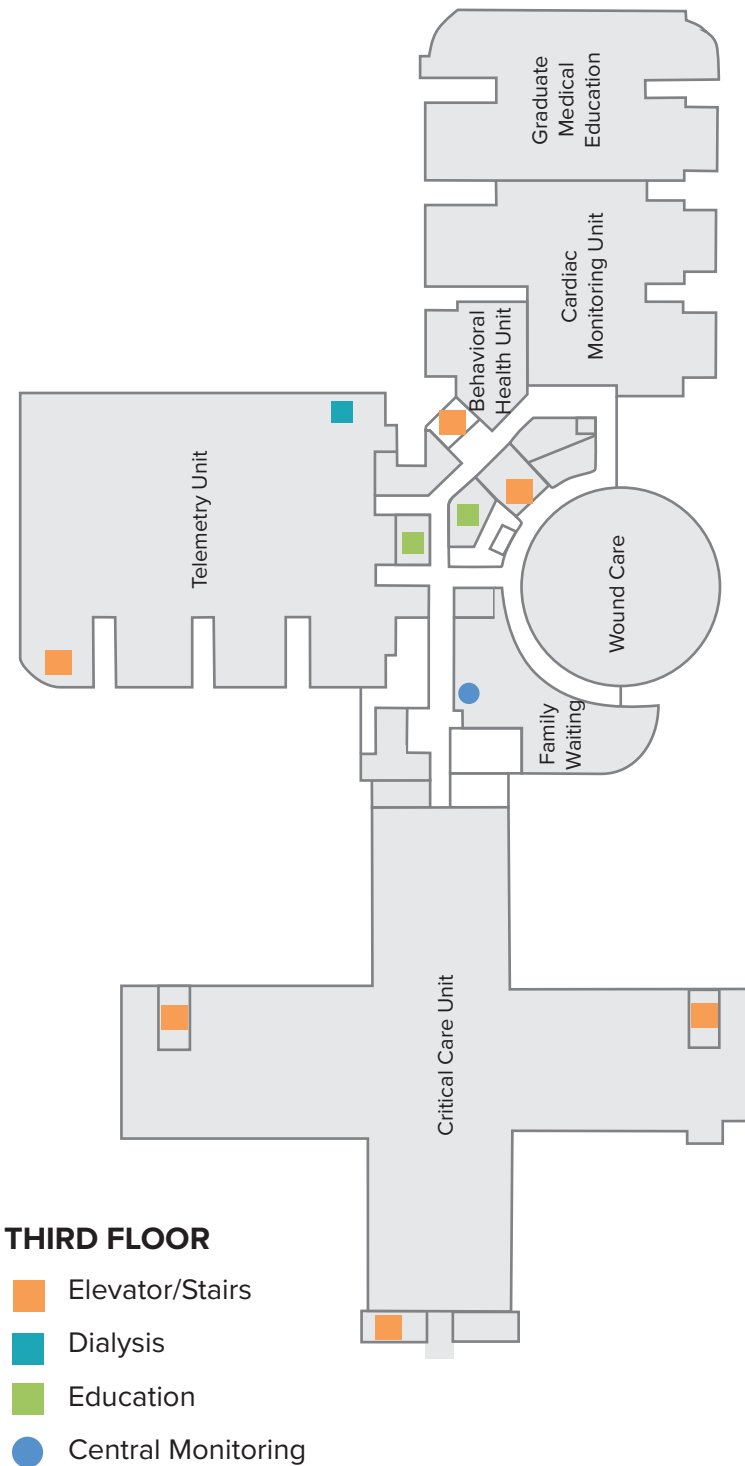 Graduate
Medical
Education
Cardiac
Monitoring Unit
Behavioral
Health Unit
Telemetry Unit
Wound Care
Family
Waiting
Critical Care Unit
THIRD FLOOR
Elevator/Stairs
Dialysis
Education
Central Monitoring